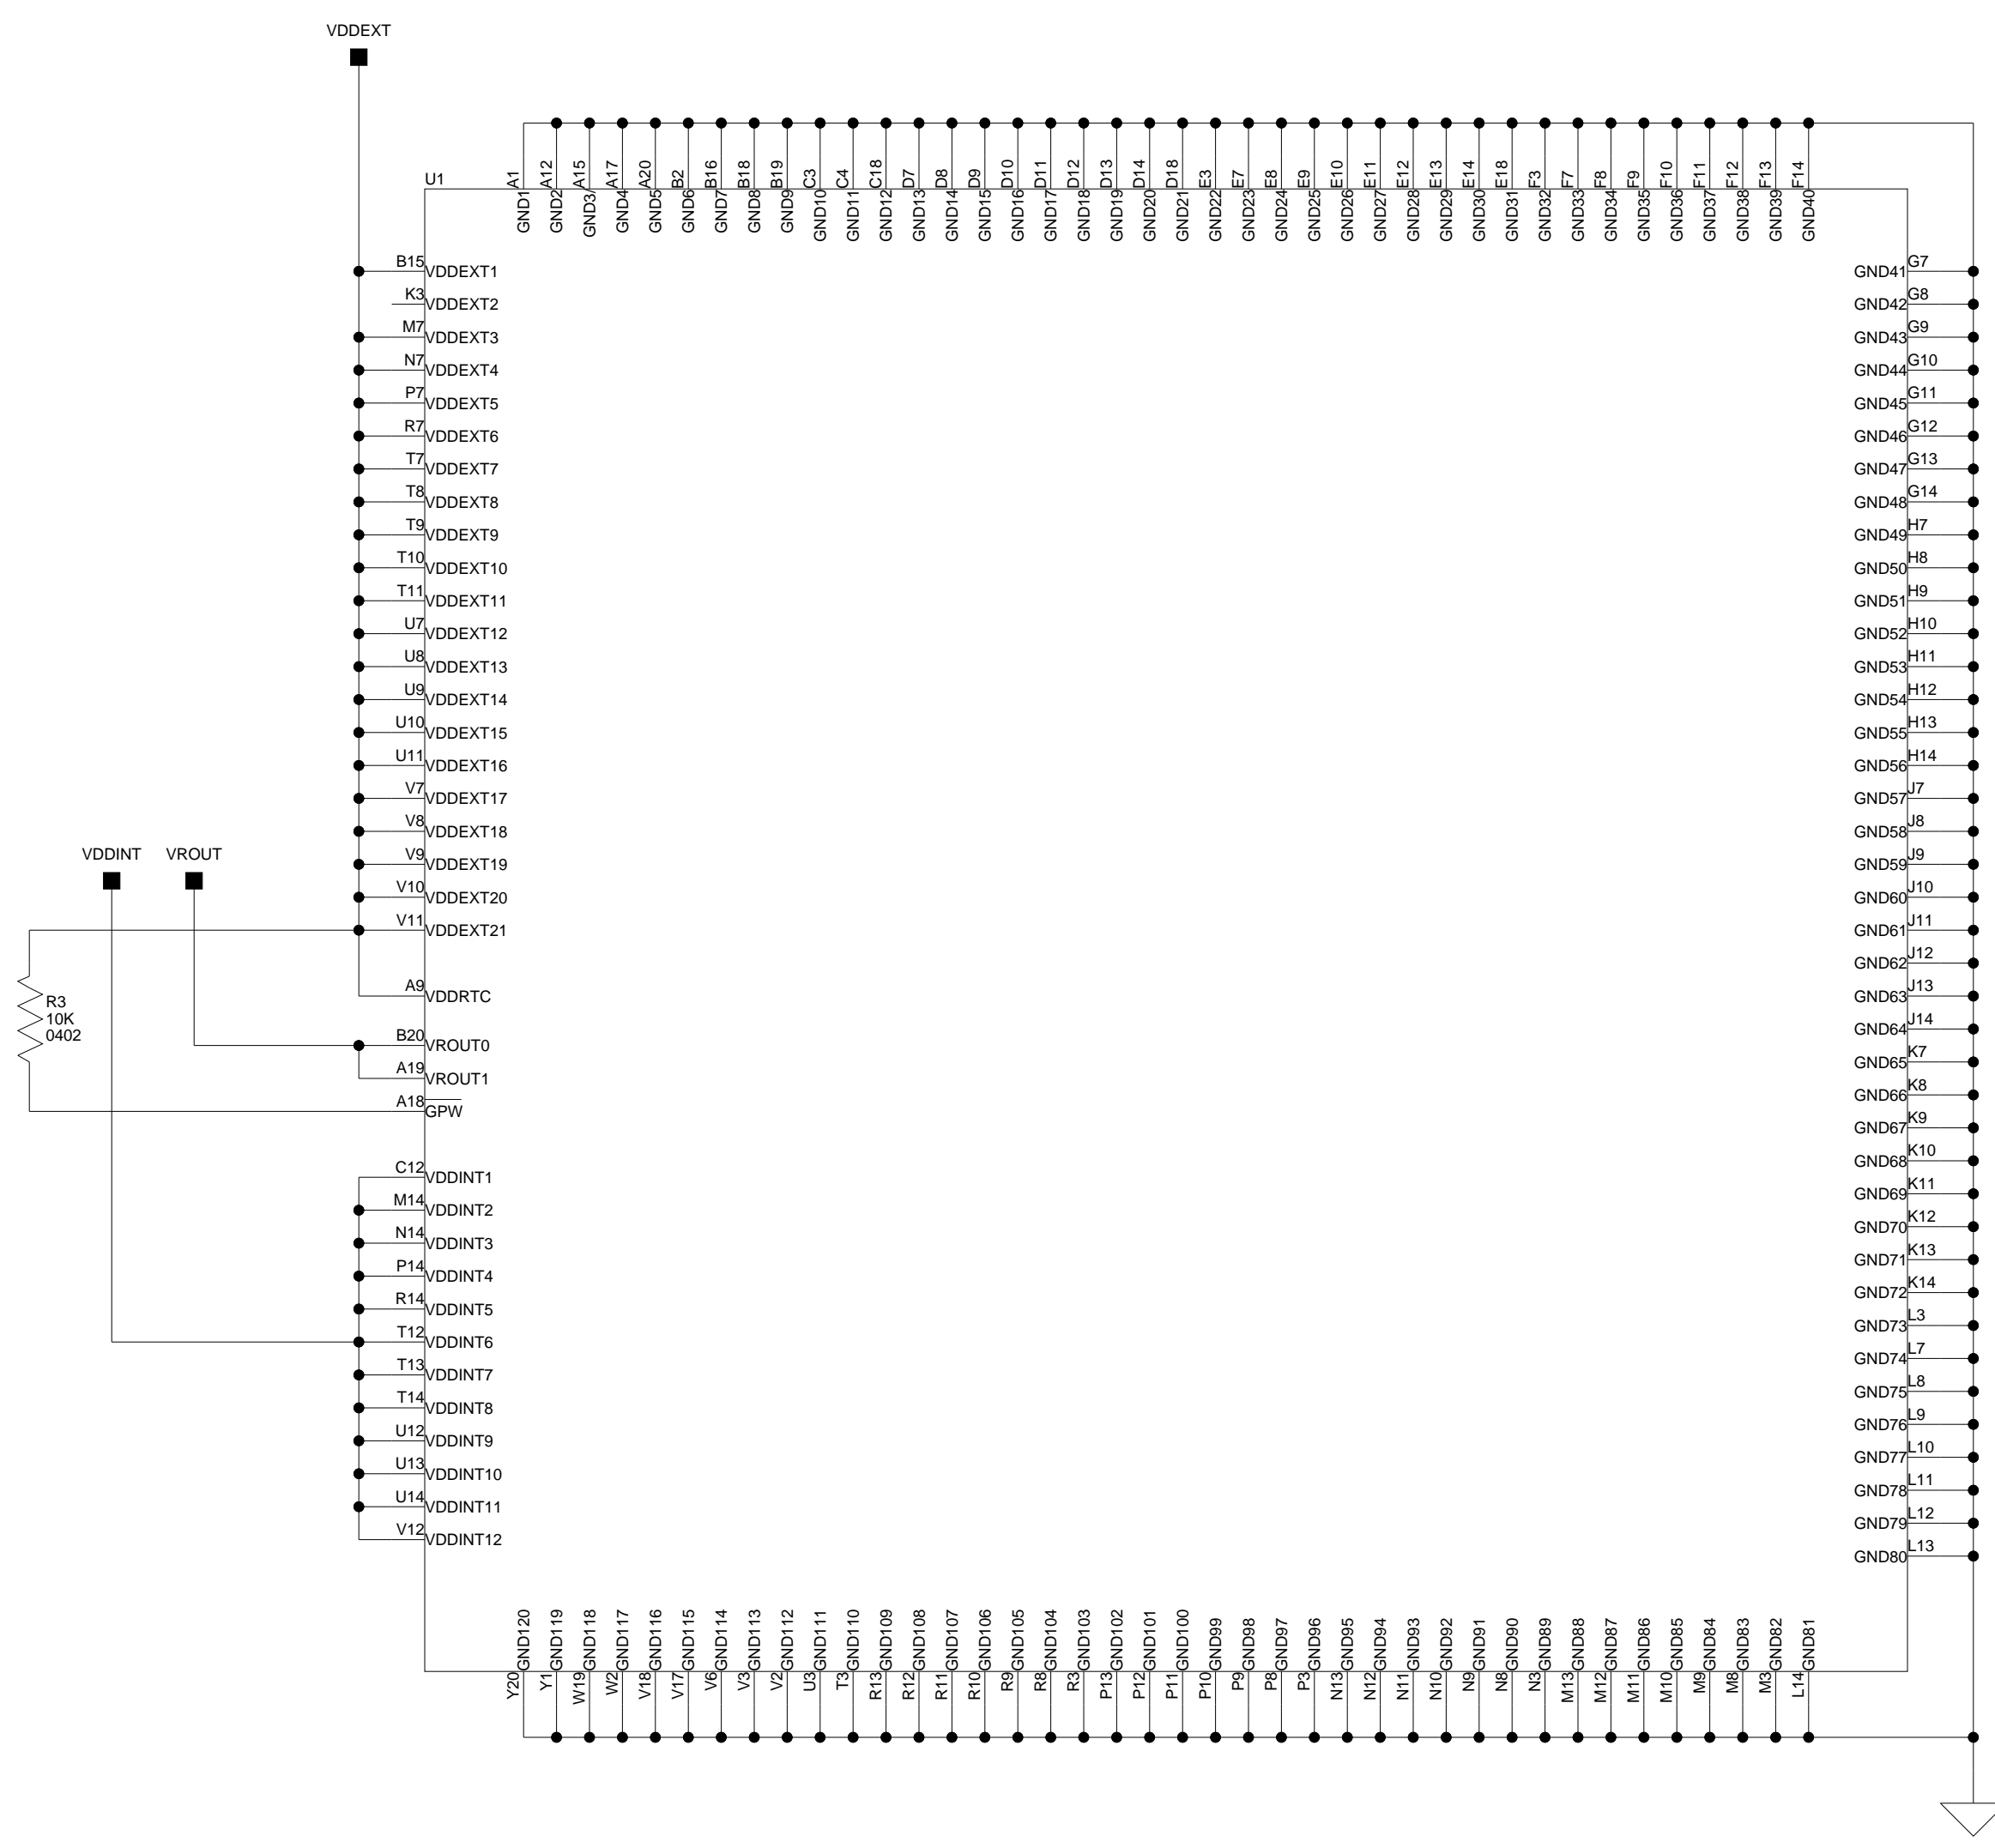 VDDEXT
U1
A1 A12 A15 A17 A20 B2 B16 B18 B19 C3 C4 C18 D7 D8 D9 D10 D11 D12 D13 D14 D18 E3 E7 E8 E9 E10 E11 E12 E13 E14 E18 F3 F7 F8 F9 F10 F11 F12 F13 F14
GND1 GND2 GND3/ GND4 GND5 GND6 GND7 GND8 GND9 GND10 GND11 GND12 GND13 GND14 GND15 GND16 GND17 GND18 GND19 GND20 GND21 GND22 GND23 GND24 GND25 GND26 GND27 GND28 GND29 GND30 GND31 GND32 GND33 GND34 GND35 GND36 GND37 GND38 GND39 GND40
B15 VDDEXT1
K3 VDDEXT2
M7 VDDEXT3
N7 VDDEXT4
P7 VDDEXT5
R7 VDDEXT6
T7 VDDEXT7
T8 VDDEXT8
T9 VDDEXT9
T10 VDDEXT10
T11 VDDEXT11
U7 VDDEXT12
U8 VDDEXT13
U9 VDDEXT14
U10 VDDEXT15
U11 VDDEXT16
V7 VDDEXT17
V8 VDDEXT18
V9 VDDEXT19
V10 VDDEXT20
V11 VDDEXT21
VDDINT VROUT
R3
10K
0402
A9 VDDRTC
B20 VROUT0
A19 VROUT1
A18 GPW
C12 VDDINT1
M14 VDDINT2
N14 VDDINT3
P14 VDDINT4
R14 VDDINT5
T12 VDDINT6
T13 VDDINT7
T14 VDDINT8
U12 VDDINT9
U13 VDDINT10
U14 VDDINT11
V12 VDDINT12
GND41 G7
GND42 G8
GND43 G9
GND44 G10
GND45 G11
GND46 G12
GND47 G13
GND48 G14
GND49 H7
GND50 H8
GND51 H9
GND52 H10
GND53 H11
GND54 H12
GND55 H13
GND56 H14
GND57 J7
GND58 J8
GND59 J9
GND60 J10
GND61 J11
GND62 J12
GND63 J13
GND64 J14
GND65 K7
GND66 K8
GND67 K9
GND68 K10
GND69 K11
GND70 K12
GND71 K13
GND72 K14
GND73 L3
GND74 L7
GND75 L8
GND76 L9
GND77 L10
GND78 L11
GND79 L12
GND80 L13
GND120 GND119 GND118 GND117 GND116 GND115 GND114 GND113 GND112 GND111 GND110 GND109 GND108 GND107 GND106 GND105 GND104 GND103 GND102 GND101 GND100 GND99 GND98 GND97 GND96 GND95 GND94 GND93 GND92 GND91 GND90 GND89 GND88 GND87 GND86 GND85 GND84 GND83 GND82 GND81
Y20 Y1 W19 W2 V18 V17 V6 V3 V2 U3 T3 R13 R12 R11 R10 R9 R8 R3 P13 P12 P11 P10 P9 P8 P3 N13 N12 N11 N10 N9 N8 N3 M13 M12 M11 M10 M9 M8 M3 L14